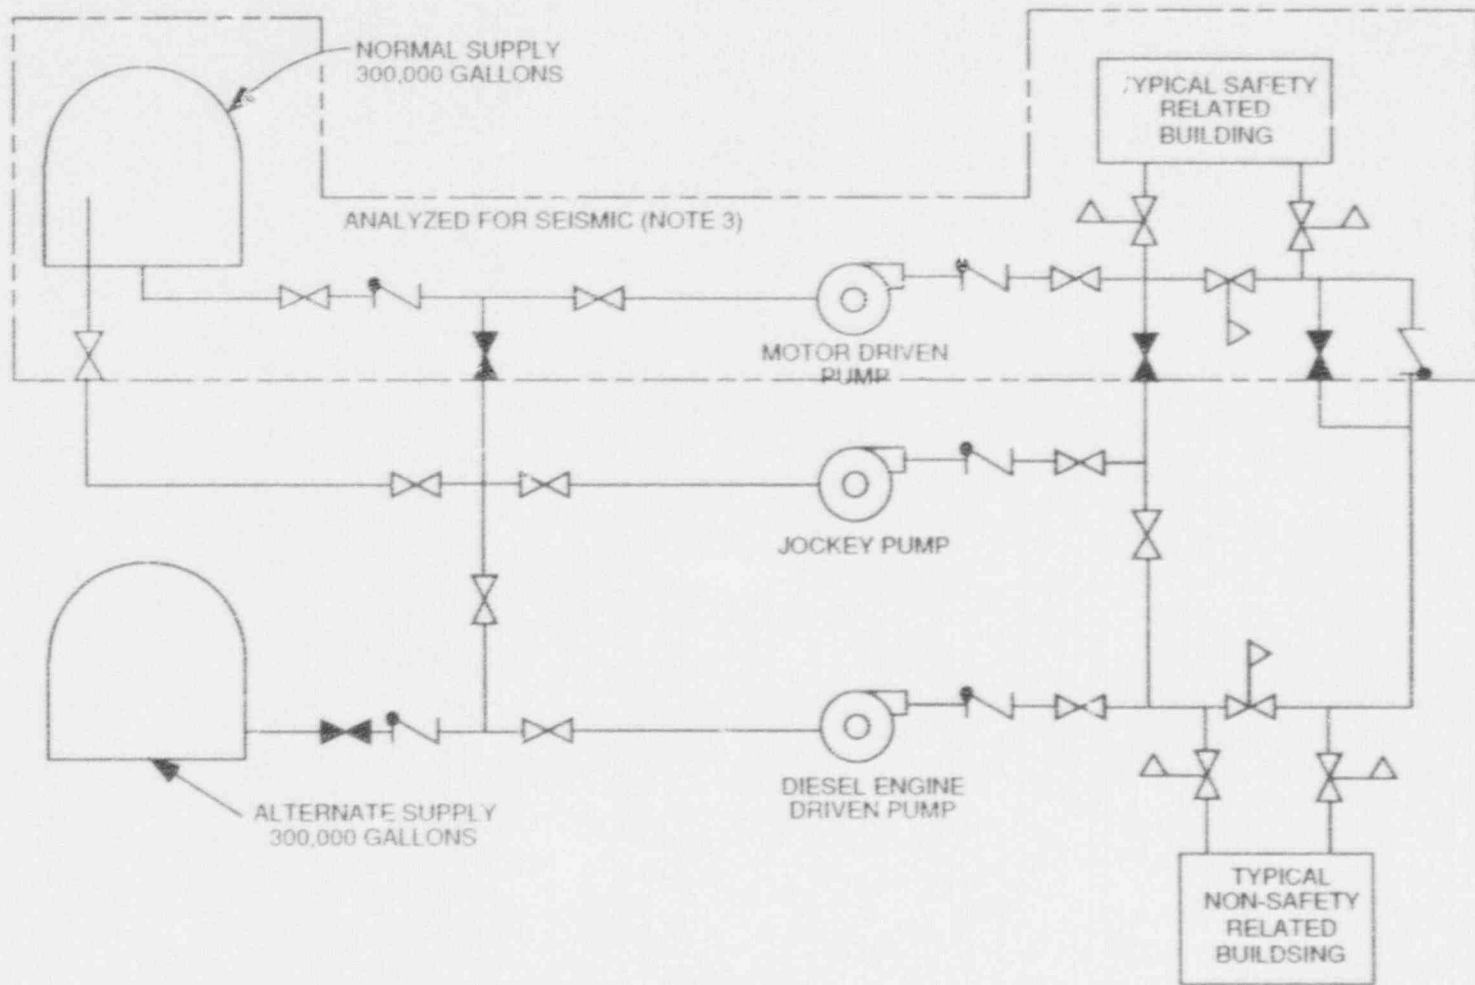 NORMAL SUPPLY
300,000 GALLONS
TYPICAL SAFETY
RELATED
BUILDING
ANALYZED FOR SEISMIC (NOTE 3)
MOTOR DRIVEN
PUMP
JOCKEY PUMP
DIESEL ENGINE
DRIVEN PUMP
ALTERNATE SUPPLY
300,000 GALLONS
TYPICAL
NON-SAFETY
RELATED
BUILDSING